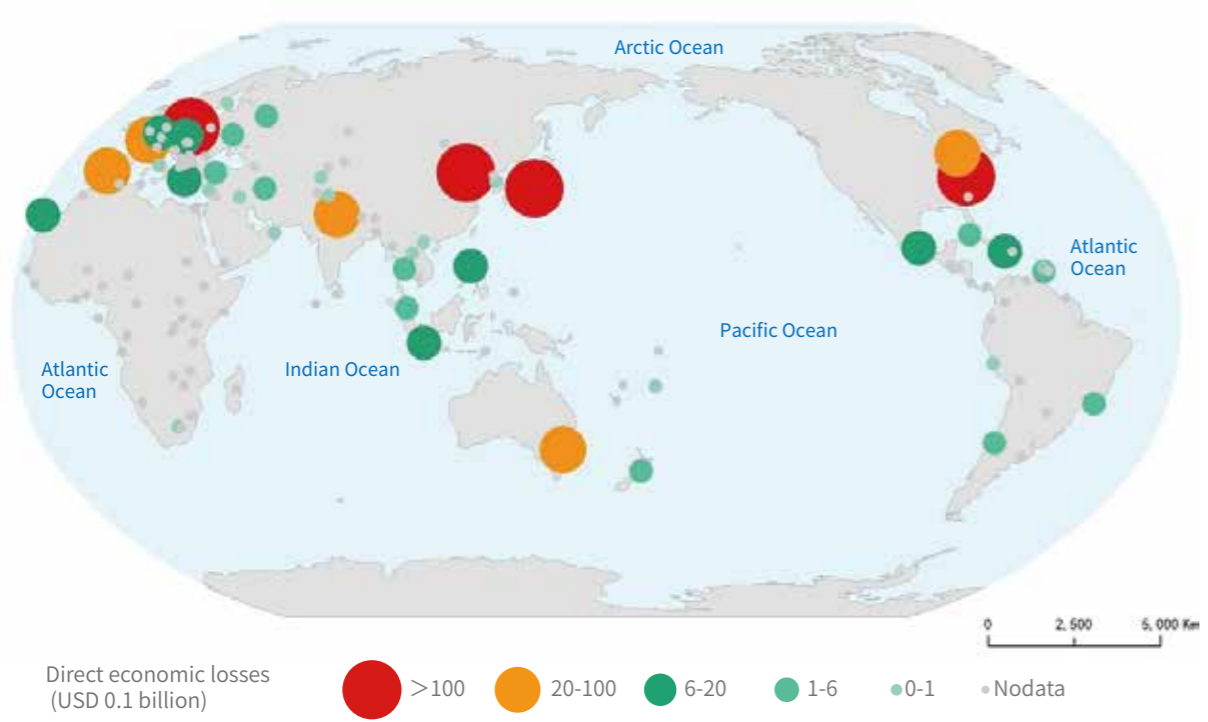 Arctic Ocean
Atlantic
Ocean
Pacific Ocean
Atlantic
Ocean
Indian Ocean
0 2,500 5,000 Km
Direct economic losses
(USD 0.1 billion)
＞100 20-100 6-20 1-6 0-1 Nodata